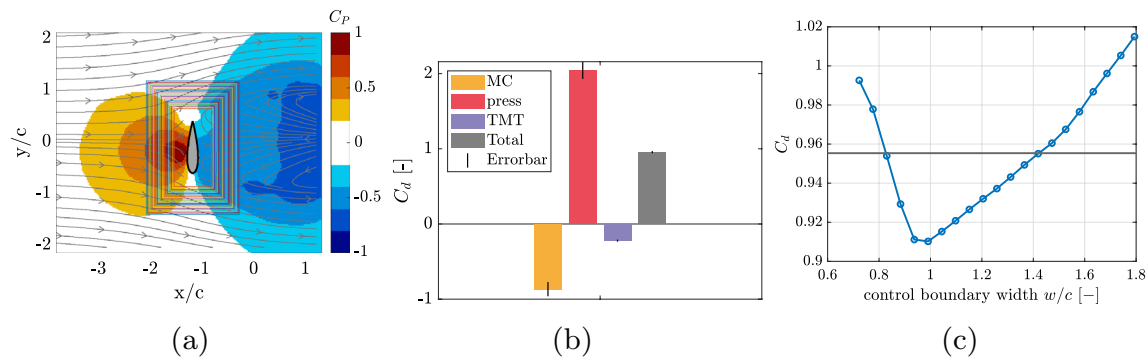 C_P
2
1
0
-1
-2
y/c
-3
-2
-1
0
1
x/c
1
0.5
0
-0.5
-1
(a)
MC
press
TMT
Total
Errorbar
2
1
0
-1
C_d [-]
(b)
1.02
1
0.98
0.96
0.94
0.92
0.9
C_d
0.6
0.8
1
1.2
1.4
1.6
1.8
control boundary width w/c [−]
(c)